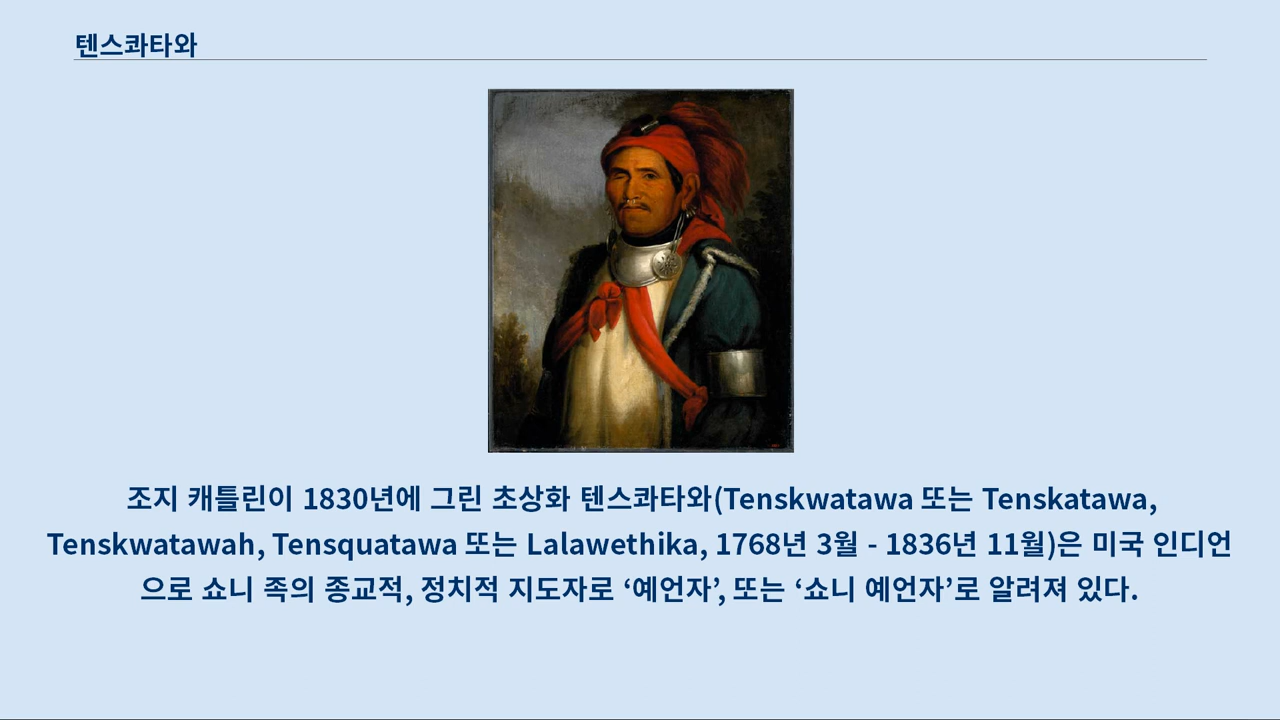 텐스콰타와
조지 캐틀린이 1830년에 그린 초상화 텐스콰타와(Tenskwatawa 또는 Tenskatawa,
Tenskwatawah, Tensquatawa 또는 Lalawethika, 1768년 3월 - 1836년 11월)은 미국 인디언
으로 쇼니 족의 종교적, 정치적 지도자로 ‘예언자’, 또는 ‘쇼니 예언자’로 알려져 있다.